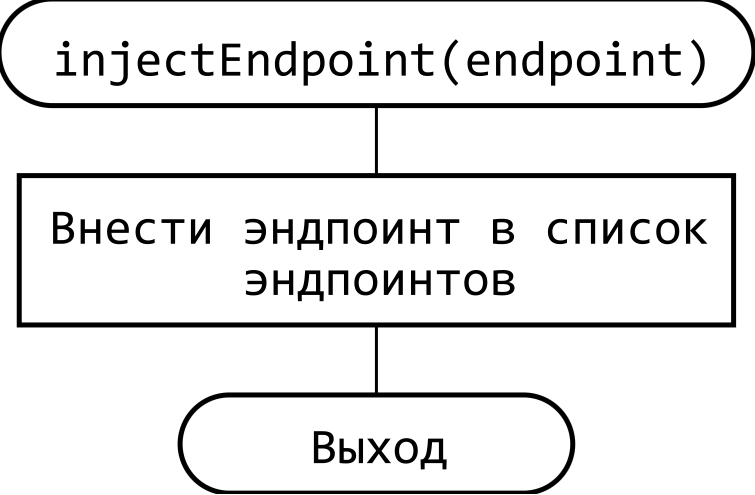 injectEndpoint(endpoint)
Внести эндпоинт в список
эндпоинтов
Выход